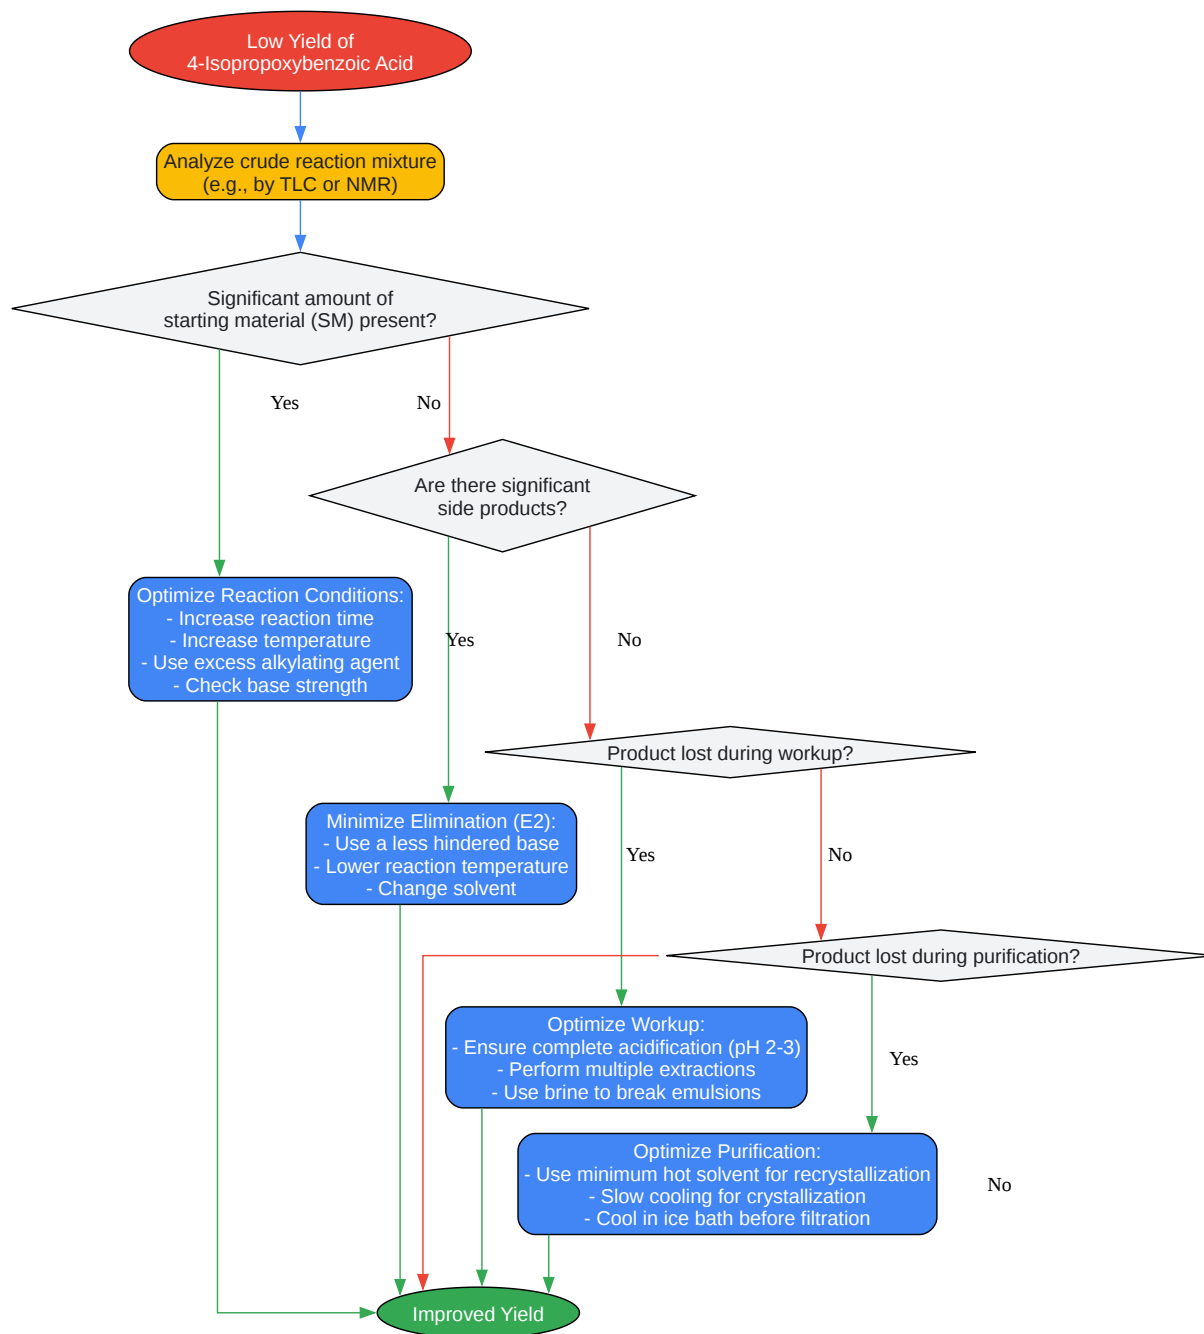 Low Yield of
4-Isopropoxybenzoic Acid
Analyze crude reaction mixture
(e.g., by TLC or NMR)
Significant amount of
starting material (SM) present?
Yes
No
Are there significant
side products?
Optimize Reaction Conditions:
- Increase reaction time
- Increase temperature
- Use excess alkylating agent
- Check base strength
Yes
No
Product lost during workup?
Minimize Elimination (E2):
- Use a less hindered base
- Lower reaction temperature
- Change solvent
Yes
No
Product lost during purification?
Optimize Workup:
- Ensure complete acidification (pH 2-3)
- Perform multiple extractions
- Use brine to break emulsions
Yes
Optimize Purification:
- Use minimum hot solvent for recrystallization
- Slow cooling for crystallization
- Cool in ice bath before filtration
No
Improved Yield